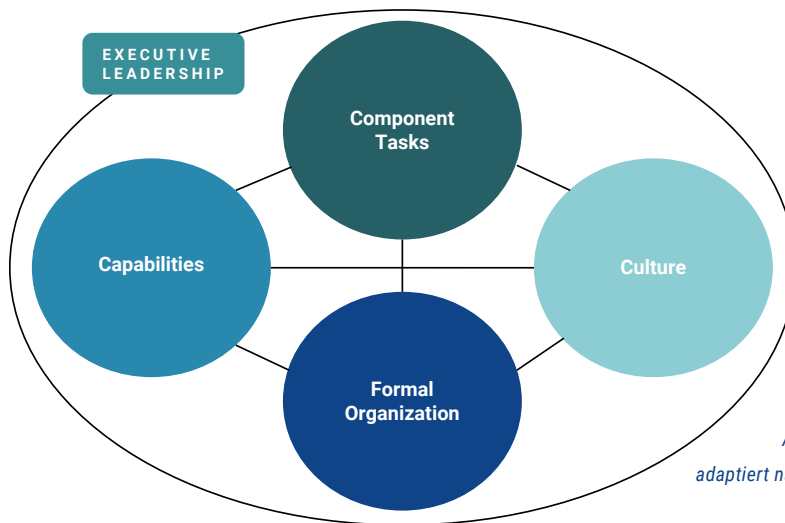 EXECUTIVE
LEADERSHIP
Component
Tasks
Capabilities
Culture
Formal
Organization
adaptiert